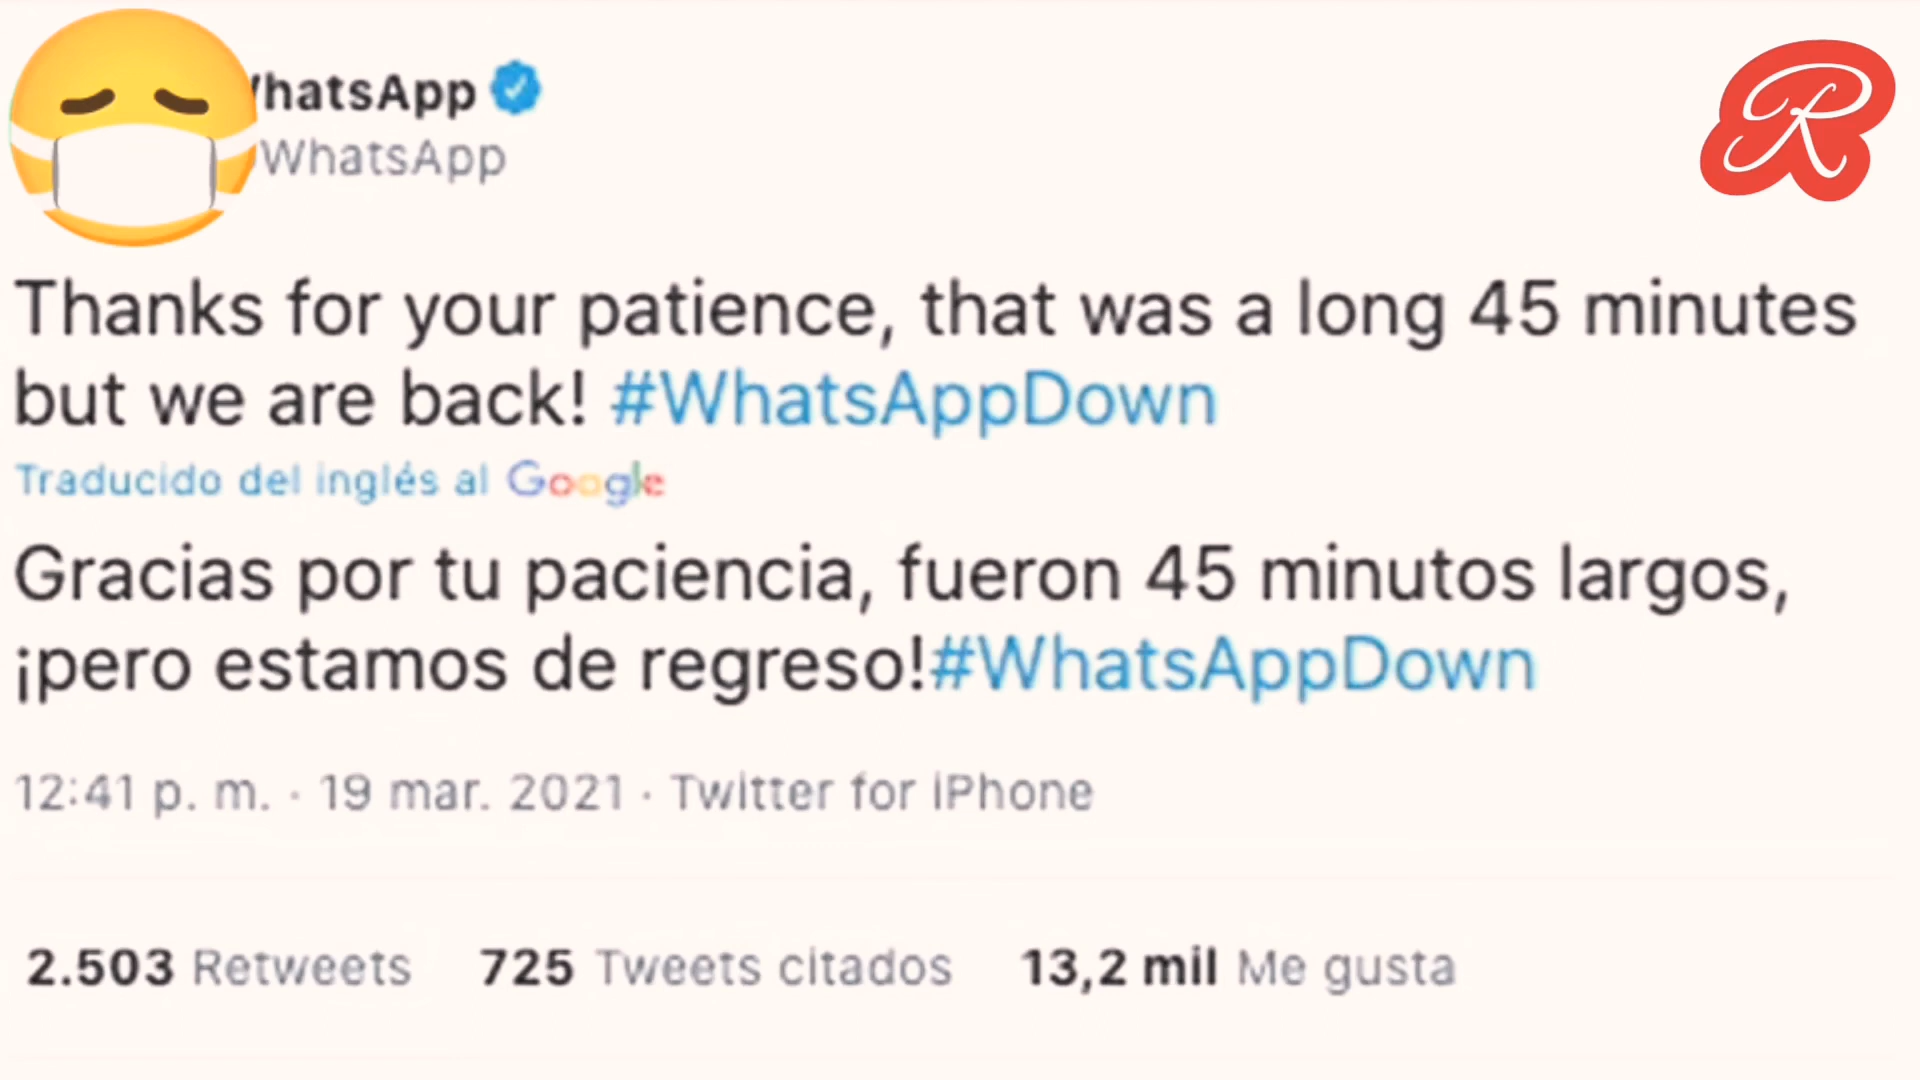 hatsApp
WhatsApp
R
Thanks for your patience, that was a long 45 minutes
but we are back! #WhatsAppDown
Traducido del inglés al Google
Gracias por tu paciencia, fueron 45 minutos largos,
¡pero estamos de regreso!#WhatsAppDown
12:41 p. m. · 19 mar. 2021 · Twitter for iPhone
2.503 Retweets 725 Tweets citados 13,2 mil Me gusta